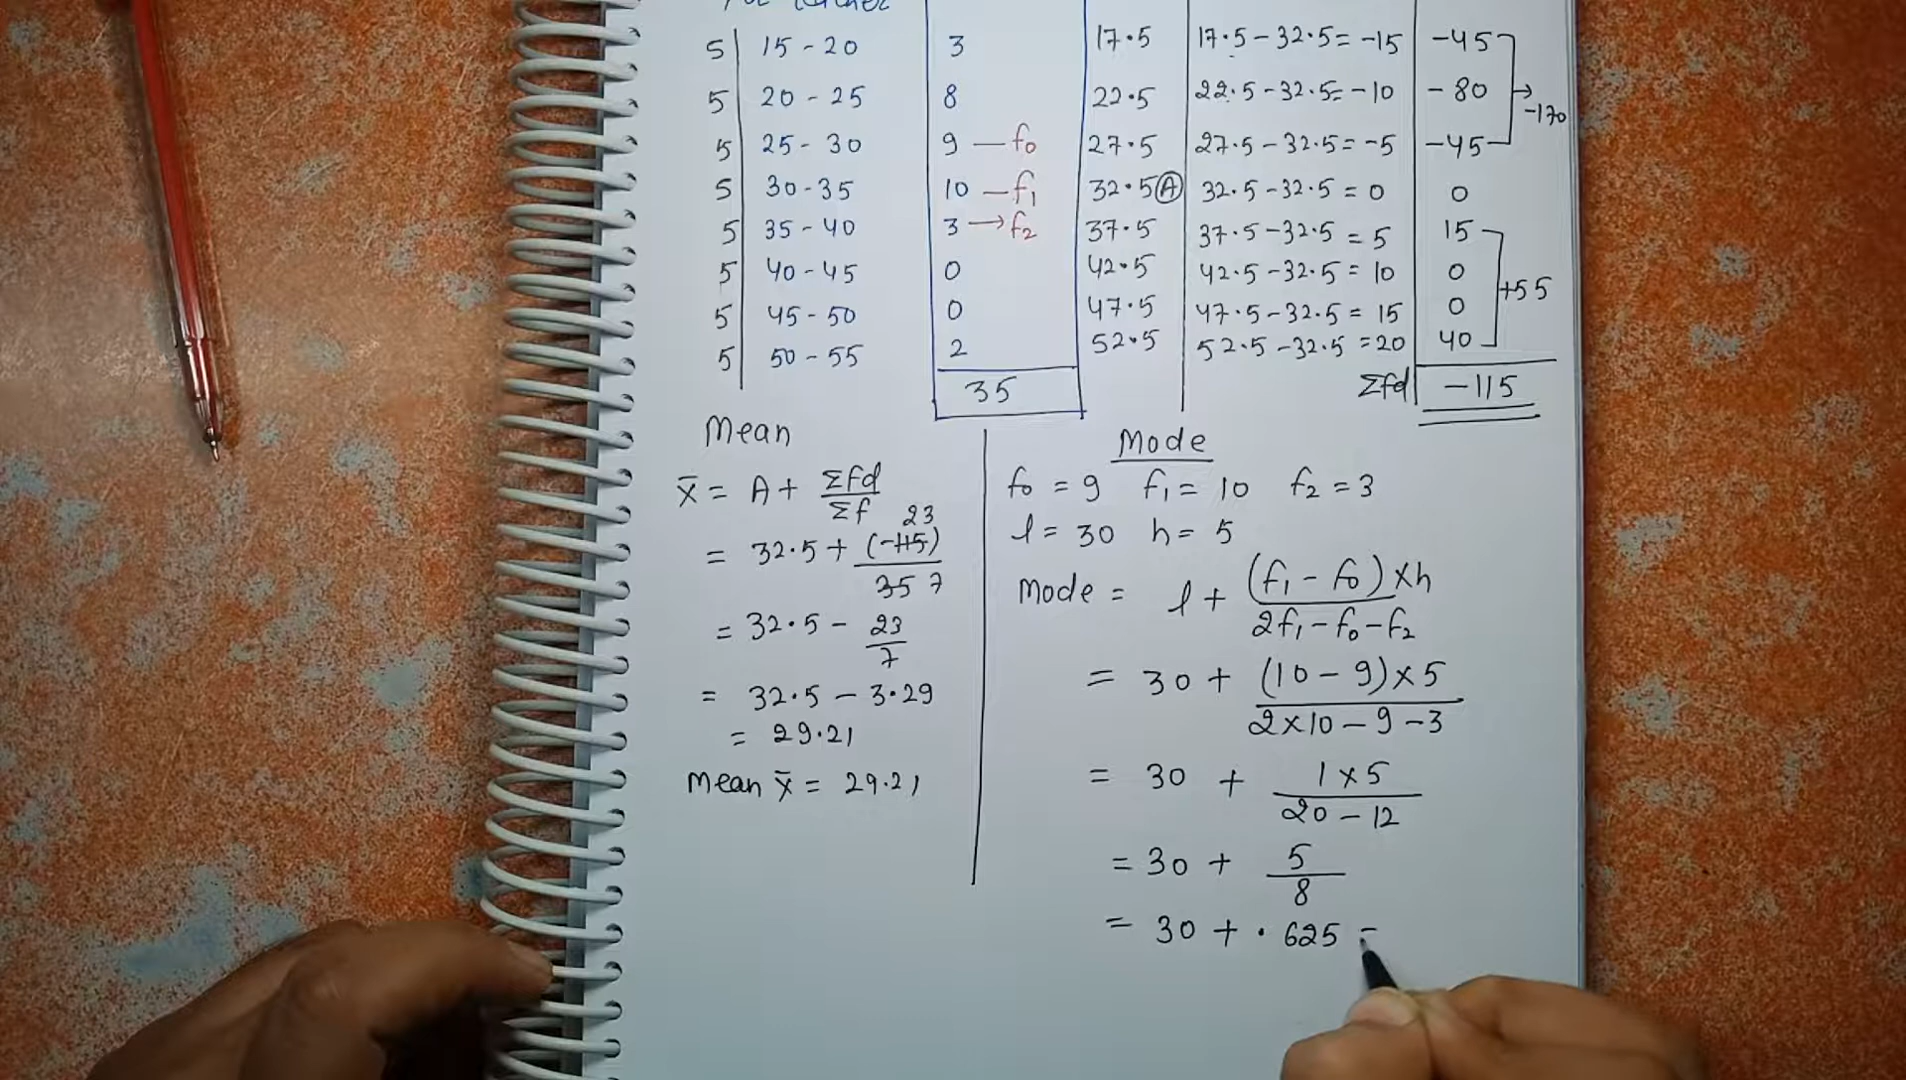 5 15 - 20 3 17.5 17.5 - 32.5 = -15 -45
5 20 - 25 8 22.5 22.5 - 32.5 = -10 -80 → -170
5 25 - 30 9 — f0 27.5 27.5 - 32.5 = -5 -45
5 30 - 35 10 — f1 32.5 A 32.5 - 32.5 = 0 0
5 35 - 40 3 → f2 37.5 37.5 - 32.5 = 5 15
5 40 - 45 0 42.5 42.5 - 32.5 = 10 0 +55
5 45 - 50 0 47.5 47.5 - 32.5 = 15 0
5 50 - 55 2 52.5 52.5 - 32.5 = 20 40
35 Σfd -115
Mean
x̄ = A + Σfd / Σf
= 32.5 + (-115) / 35 23 7
= 32.5 - 23 / 7
= 32.5 - 3.29
= 29.21
Mean x̄ = 29.21
Mode
f0 = 9 f1 = 10 f2 = 3
l = 30 h = 5
Mode = l + (f1 - f0) × h / 2f1 - f0 - f2
= 30 + (10 - 9) × 5 / 2 × 10 - 9 - 3
= 30 + 1 × 5 / 20 - 12
= 30 + 5 / 8
= 30 + .625 =